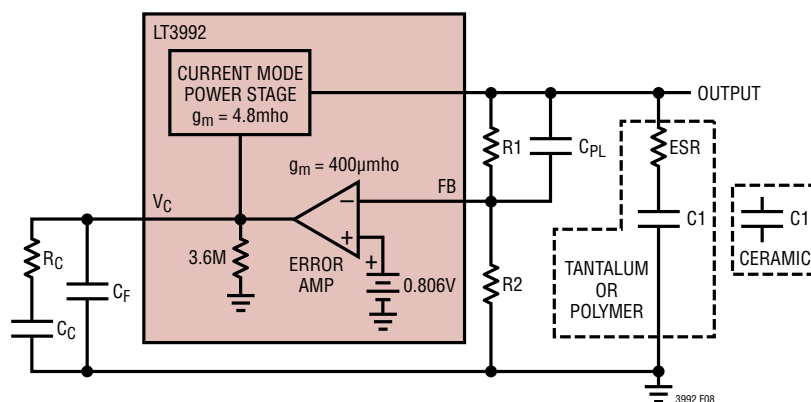 LT3992
CURRENT MODE
POWER STAGE
gm = 4.8mho
OUTPUT
R1
CPL
ESR
gm = 400µmho
FB
VC
–
+
C1
C1
CERAMIC
RC
CF
CC
3.6M
ERROR
AMP
+
0.806V
R2
TANTALUM
OR
POLYMER
3992 F08